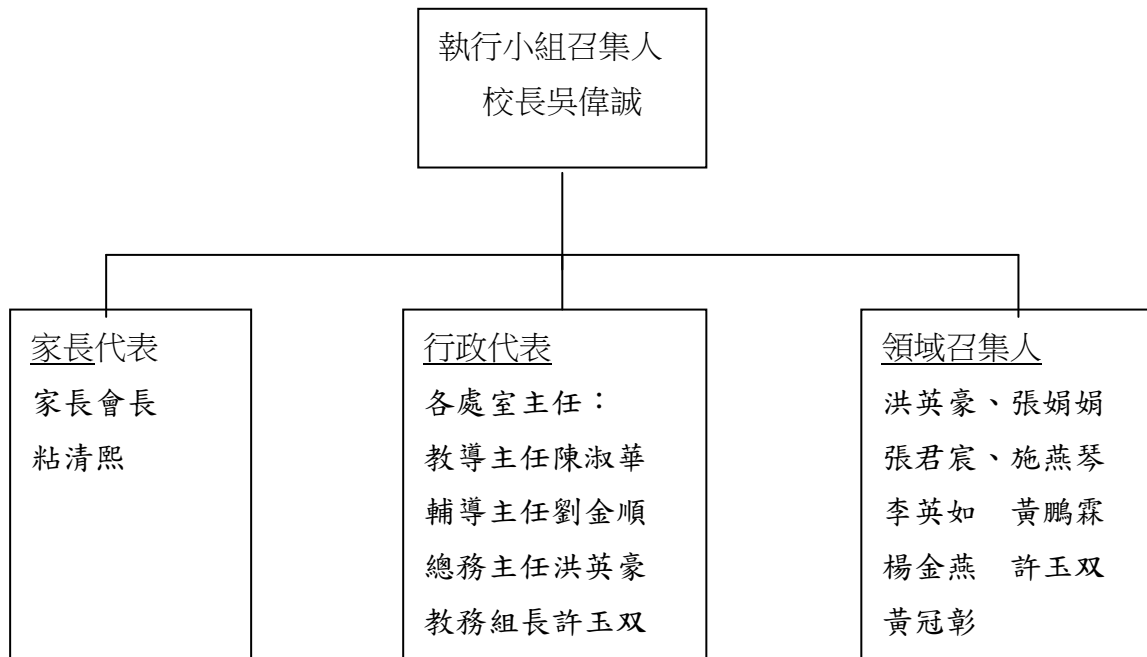 執行小組召集人
校長吳偉誠
家長代表
家長會長
粘清熙
行政代表
各處室主任：
教導主任陳淑華
輔導主任劉金順
總務主任洪英豪
教務組長許玉双
領域召集人
洪英豪、張娟娟
張君宸、施燕琴
李英如　黃鵬霖
楊金燕　許玉双
黃冠彰